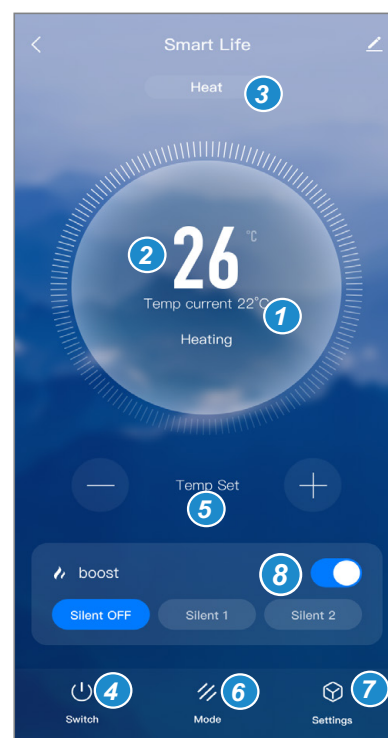 Smart Life
Heat 3
2 26 °C
Temp current 22°C 1
Heating
Temp Set
5
boost 8
Silent OFF Silent 1 Silent 2
4 6 7
Switch Mode Settings